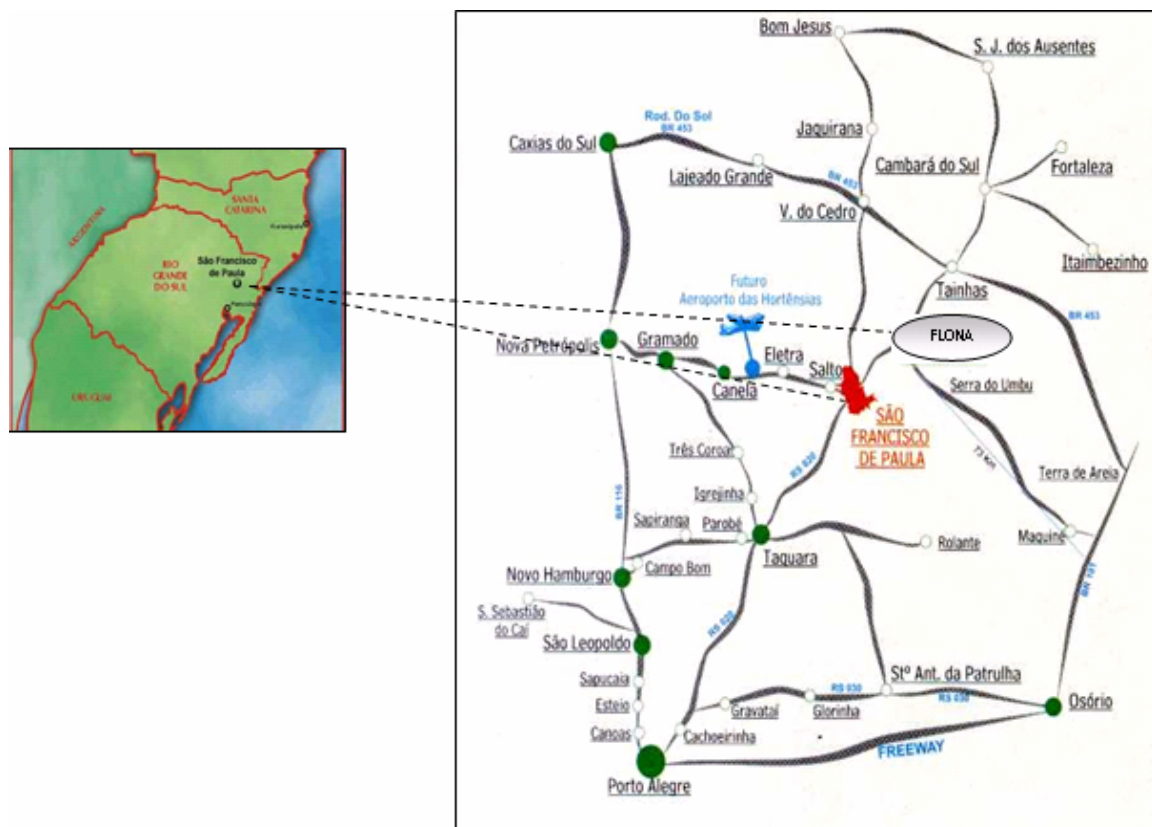 SANTA
CATARINA
ARGENTINA
Florianópolis
São Francisco
de Paula
RIO
GRANDE
DO SUL
URUGUAI
Bom Jesus
S. J. dos Ausentes
Rod. Do Sol
BR 453
Caxias do Sul
Jaquirana
Lajeado Grande
BR 453
Cambará do Sul
Fortaleza
V. do Cedro
Itaimbezinho
Tainhas
BR 453
Futuro
Aeroporto das Hortênsias
FLONA
Nova Petrópolis
Gramado
Eletra
Canela
Salto
Serra do Umbu
SÃO
FRANCISCO
DE PAULA
73 Km
Três Coroar
RS 020
Terra de Areia
Igrejinha
BR 116
Sapiranga
Parobé
Taquara
Rolante
Maquiné
Campo Bom
Novo Hamburgo
BR 101
S. Sebastião
do Caí
RS 020
São Leopoldo
Sapucaia
Stº Ant. da Patrulha
Esteio
RS 030
RS 030
Gravataí
Glorinha
Osório
Canoas
Cachoeirinha
FREEWAY
Porto Alegre